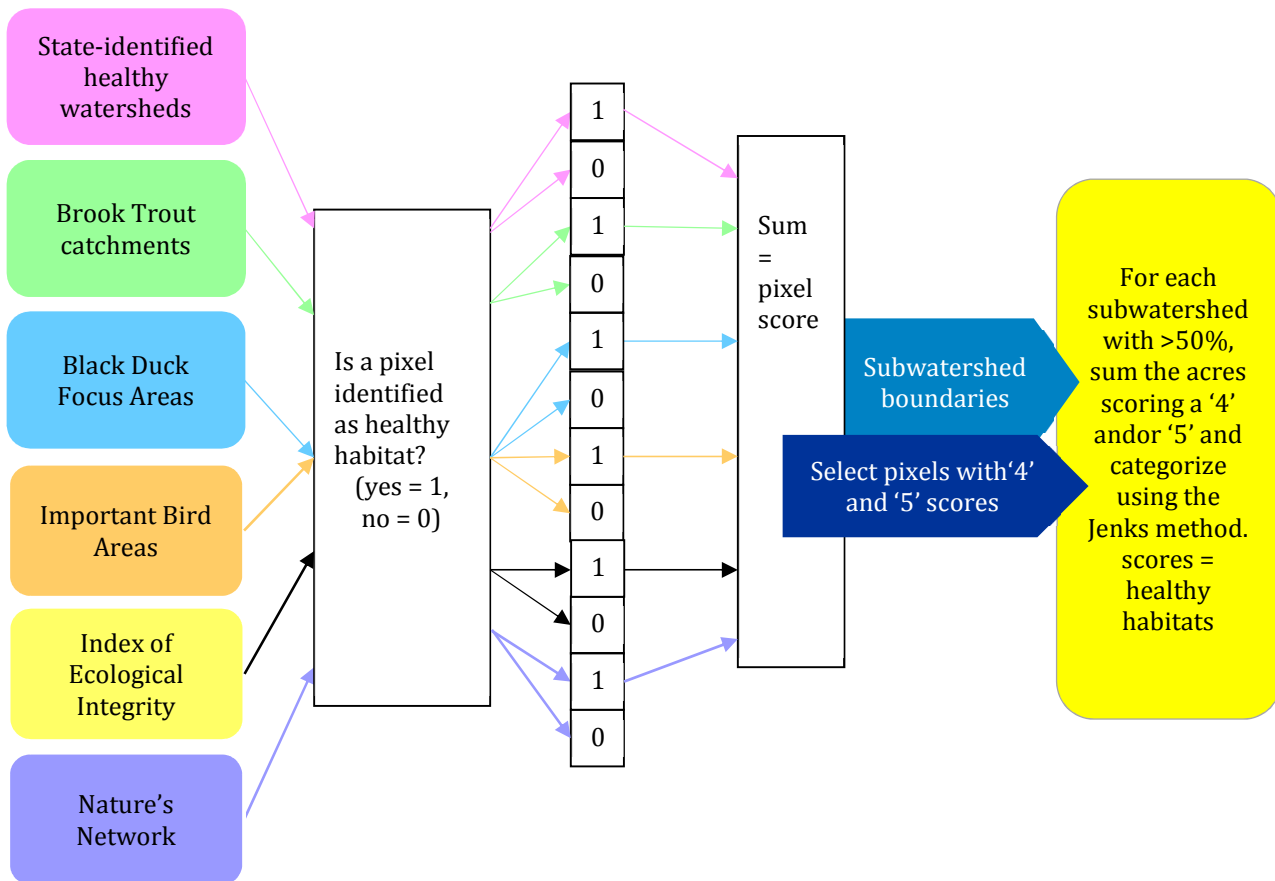 State-identified
healthy
watersheds
Brook Trout
catchments
Black Duck
Focus Areas
Important Bird
Areas
Index of
Ecological
Integrity
Nature’s
Network
Is a pixel
identified
as healthy
habitat?
(yes = 1,
no = 0)
1
0
1
0
1
0
1
0
1
0
1
0
Sum
=
pixel
score
Subwatershed
boundaries
Select pixels with‘4’
and ‘5’ scores
For each
subwatershed
with >50%,
sum the acres
scoring a ‘4’
andor ‘5’ and
categorize
using the
Jenks method.
scores =
healthy
habitats